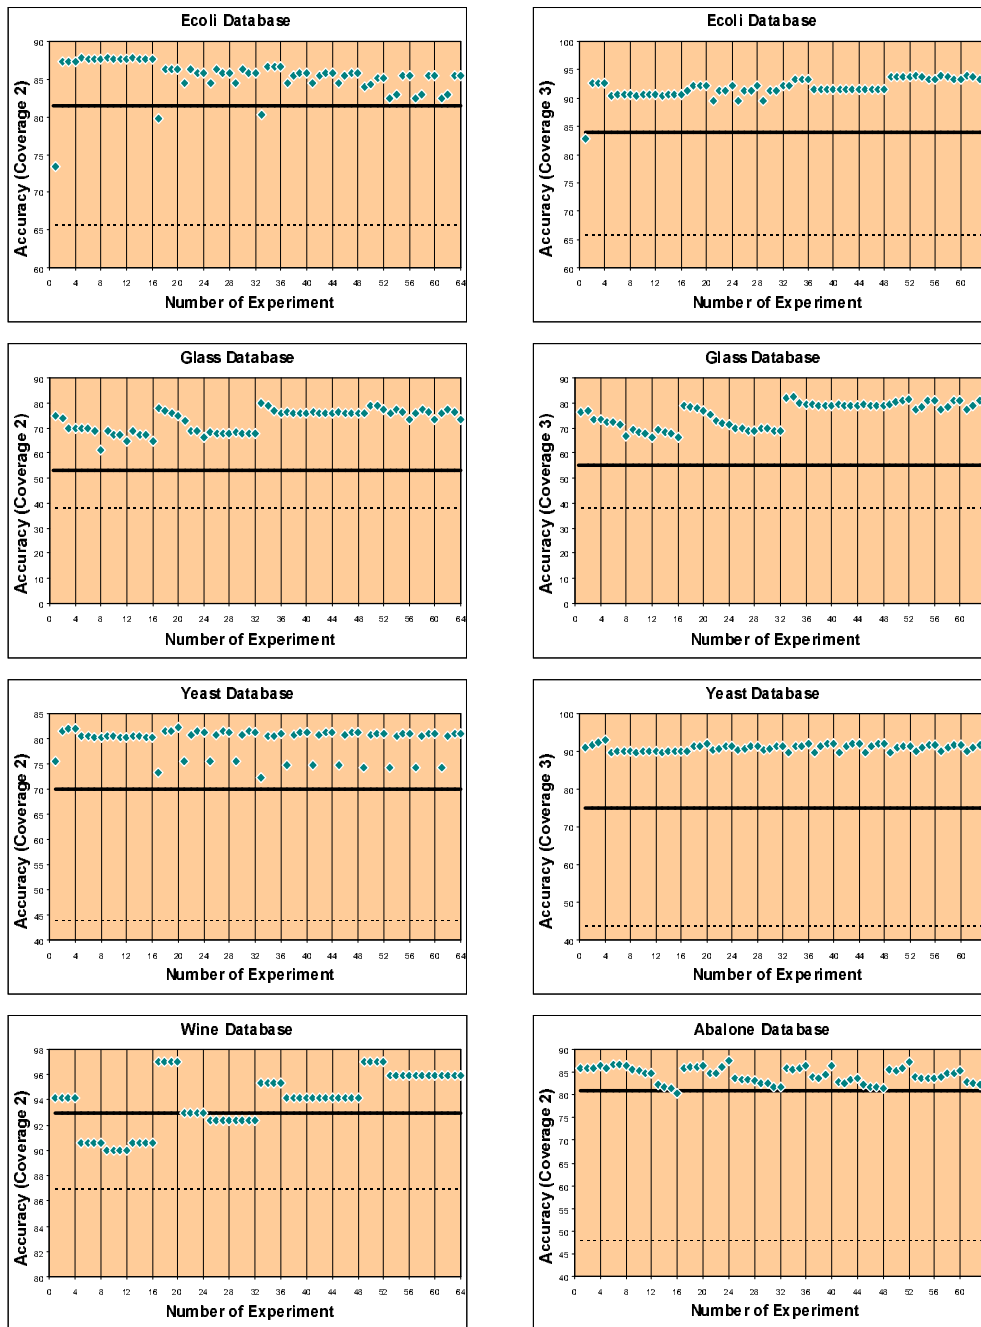 Ecoli Database
Accuracy (Coverage 2)
90
85
80
75
70
65
60
0 4 8 12 16 20 24 28 32 36 40 44 48 52 56 60 64
Number of Experiment
Ecoli Database
Accuracy (Coverage 3)
100
95
90
85
80
75
70
65
60
0 4 8 12 16 20 24 28 32 36 40 44 48 52 56 60
Number of Experiment
Glass Database
Accuracy (Coverage 2)
90
80
70
60
50
40
30
20
10
0
0 4 8 12 16 20 24 28 32 36 40 44 48 52 56 60 64
Number of Experiment
Glass Database
Accuracy (Coverage 3)
90
80
70
60
50
40
30
20
10
0
0 4 8 12 16 20 24 28 32 36 40 44 48 52 56 60
Number of Experiment
Yeast Database
Accuracy (Coverage 2)
85
80
75
70
65
60
55
50
45
40
0 4 8 12 16 20 24 28 32 36 40 44 48 52 56 60 64
Number of Experiment
Yeast Database
Accuracy (Coverage 3)
100
90
80
70
60
50
40
0 4 8 12 16 20 24 28 32 36 40 44 48 52 56 60
Number of Experiment
Wine Database
Accuracy (Coverage 2)
98
96
94
92
90
88
86
84
82
80
0 4 8 12 16 20 24 28 32 36 40 44 48 52 56 60 64
Number of Experiment
Abalone Database
Accuracy (Coverage 2)
90
85
80
75
70
65
60
55
50
45
40
0 4 8 12 16 20 24 28 32 36 40 44 48 52 56 60
Number of Experiment